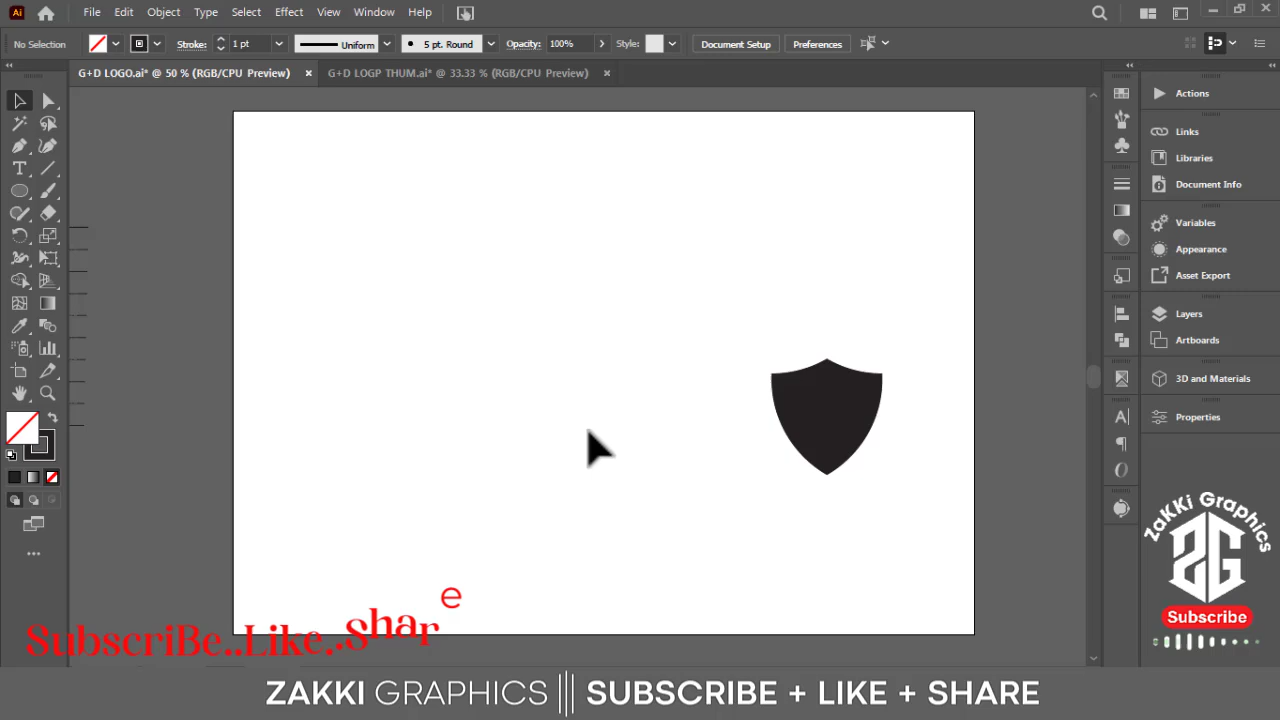 Ai File Edit Object Type Select Effect View Window Help
No Selection Stroke: 1 pt Uniform 5 pt. Round Opacity: 100% Style: Document Setup Preferences
G+D LOGO.ai* @ 50 % (RGB/CPU Preview) × G+D LOGP THUM.ai* @ 33.33 % (RGB/CPU Preview) ×
Actions
Links
Libraries
Document Info
Variables
Appearance
Asset Export
Layers
Artboards
3D and Materials
Properties
ZaKKi Graphics
ZG
Subscribe
SubscriBe..Like..Share
ZAKKI GRAPHICS ||| SUBSCRIBE + LIKE + SHARE